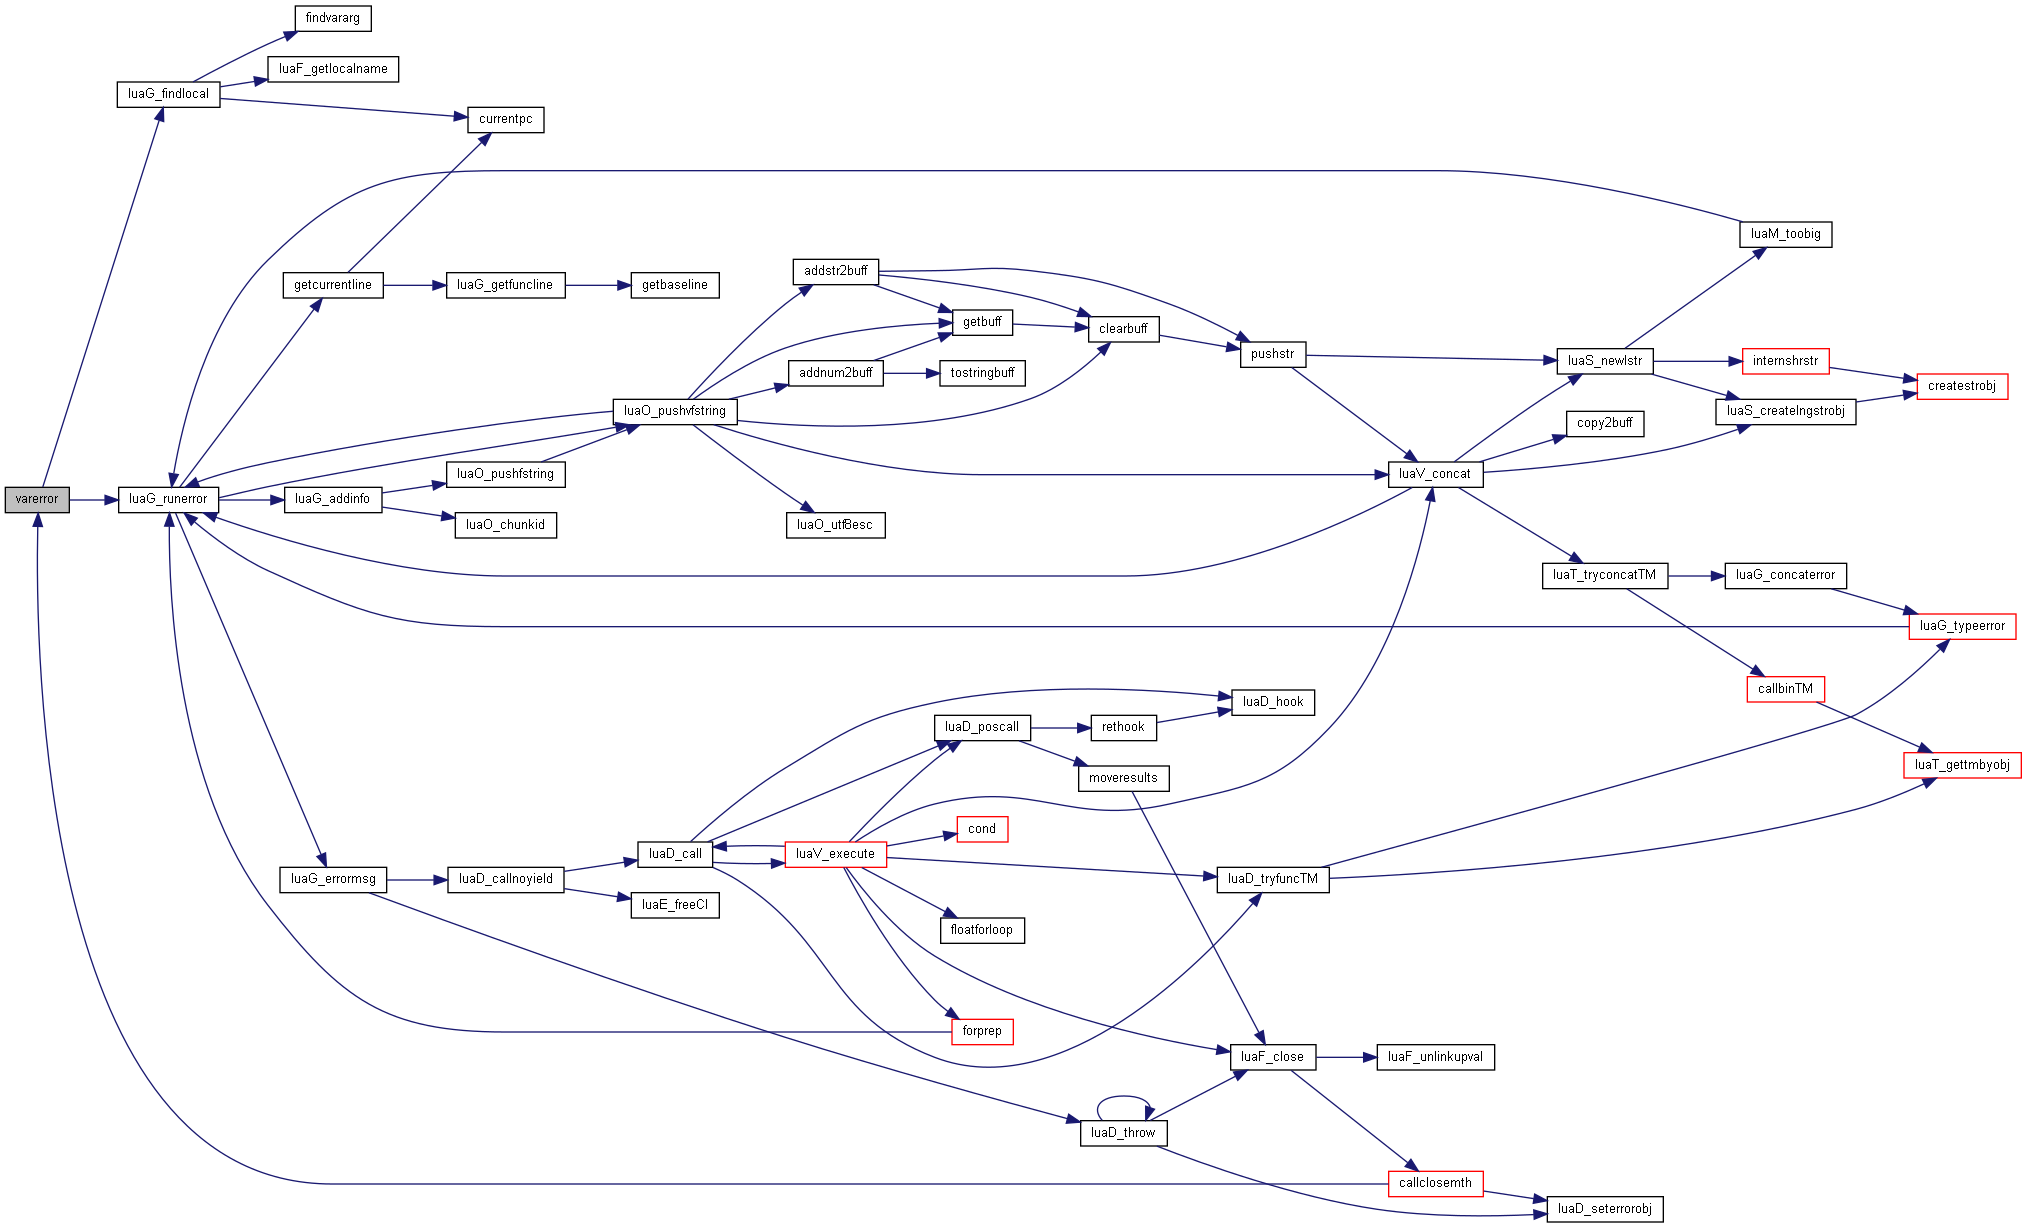 findvararg
luaF_getlocalname
luaG_findlocal
currentpc
luaM_toobig
addstr2buff
getcurrentline
luaG_getfuncline
getbaseline
getbuff
clearbuff
pushstr
luaS_newlstr
internshrstr
addnum2buff
tostringbuff
createstrobj
luaO_pushvfstring
luaS_createlngstrobj
copy2buff
luaO_pushfstring
luaV_concat
varerror
luaG_runerror
luaG_addinfo
luaO_chunkid
luaO_utf8esc
luaT_tryconcatTM
luaG_concaterror
luaG_typeerror
callbinTM
luaD_hook
luaD_poscall
rethook
luaT_gettmbyobj
moveresults
cond
luaD_call
luaV_execute
luaG_errormsg
luaD_callnoyield
luaD_tryfuncTM
luaE_freeCI
floatforloop
forprep
luaF_close
luaF_unlinkupval
luaD_throw
callclosemth
luaD_seterrorobj